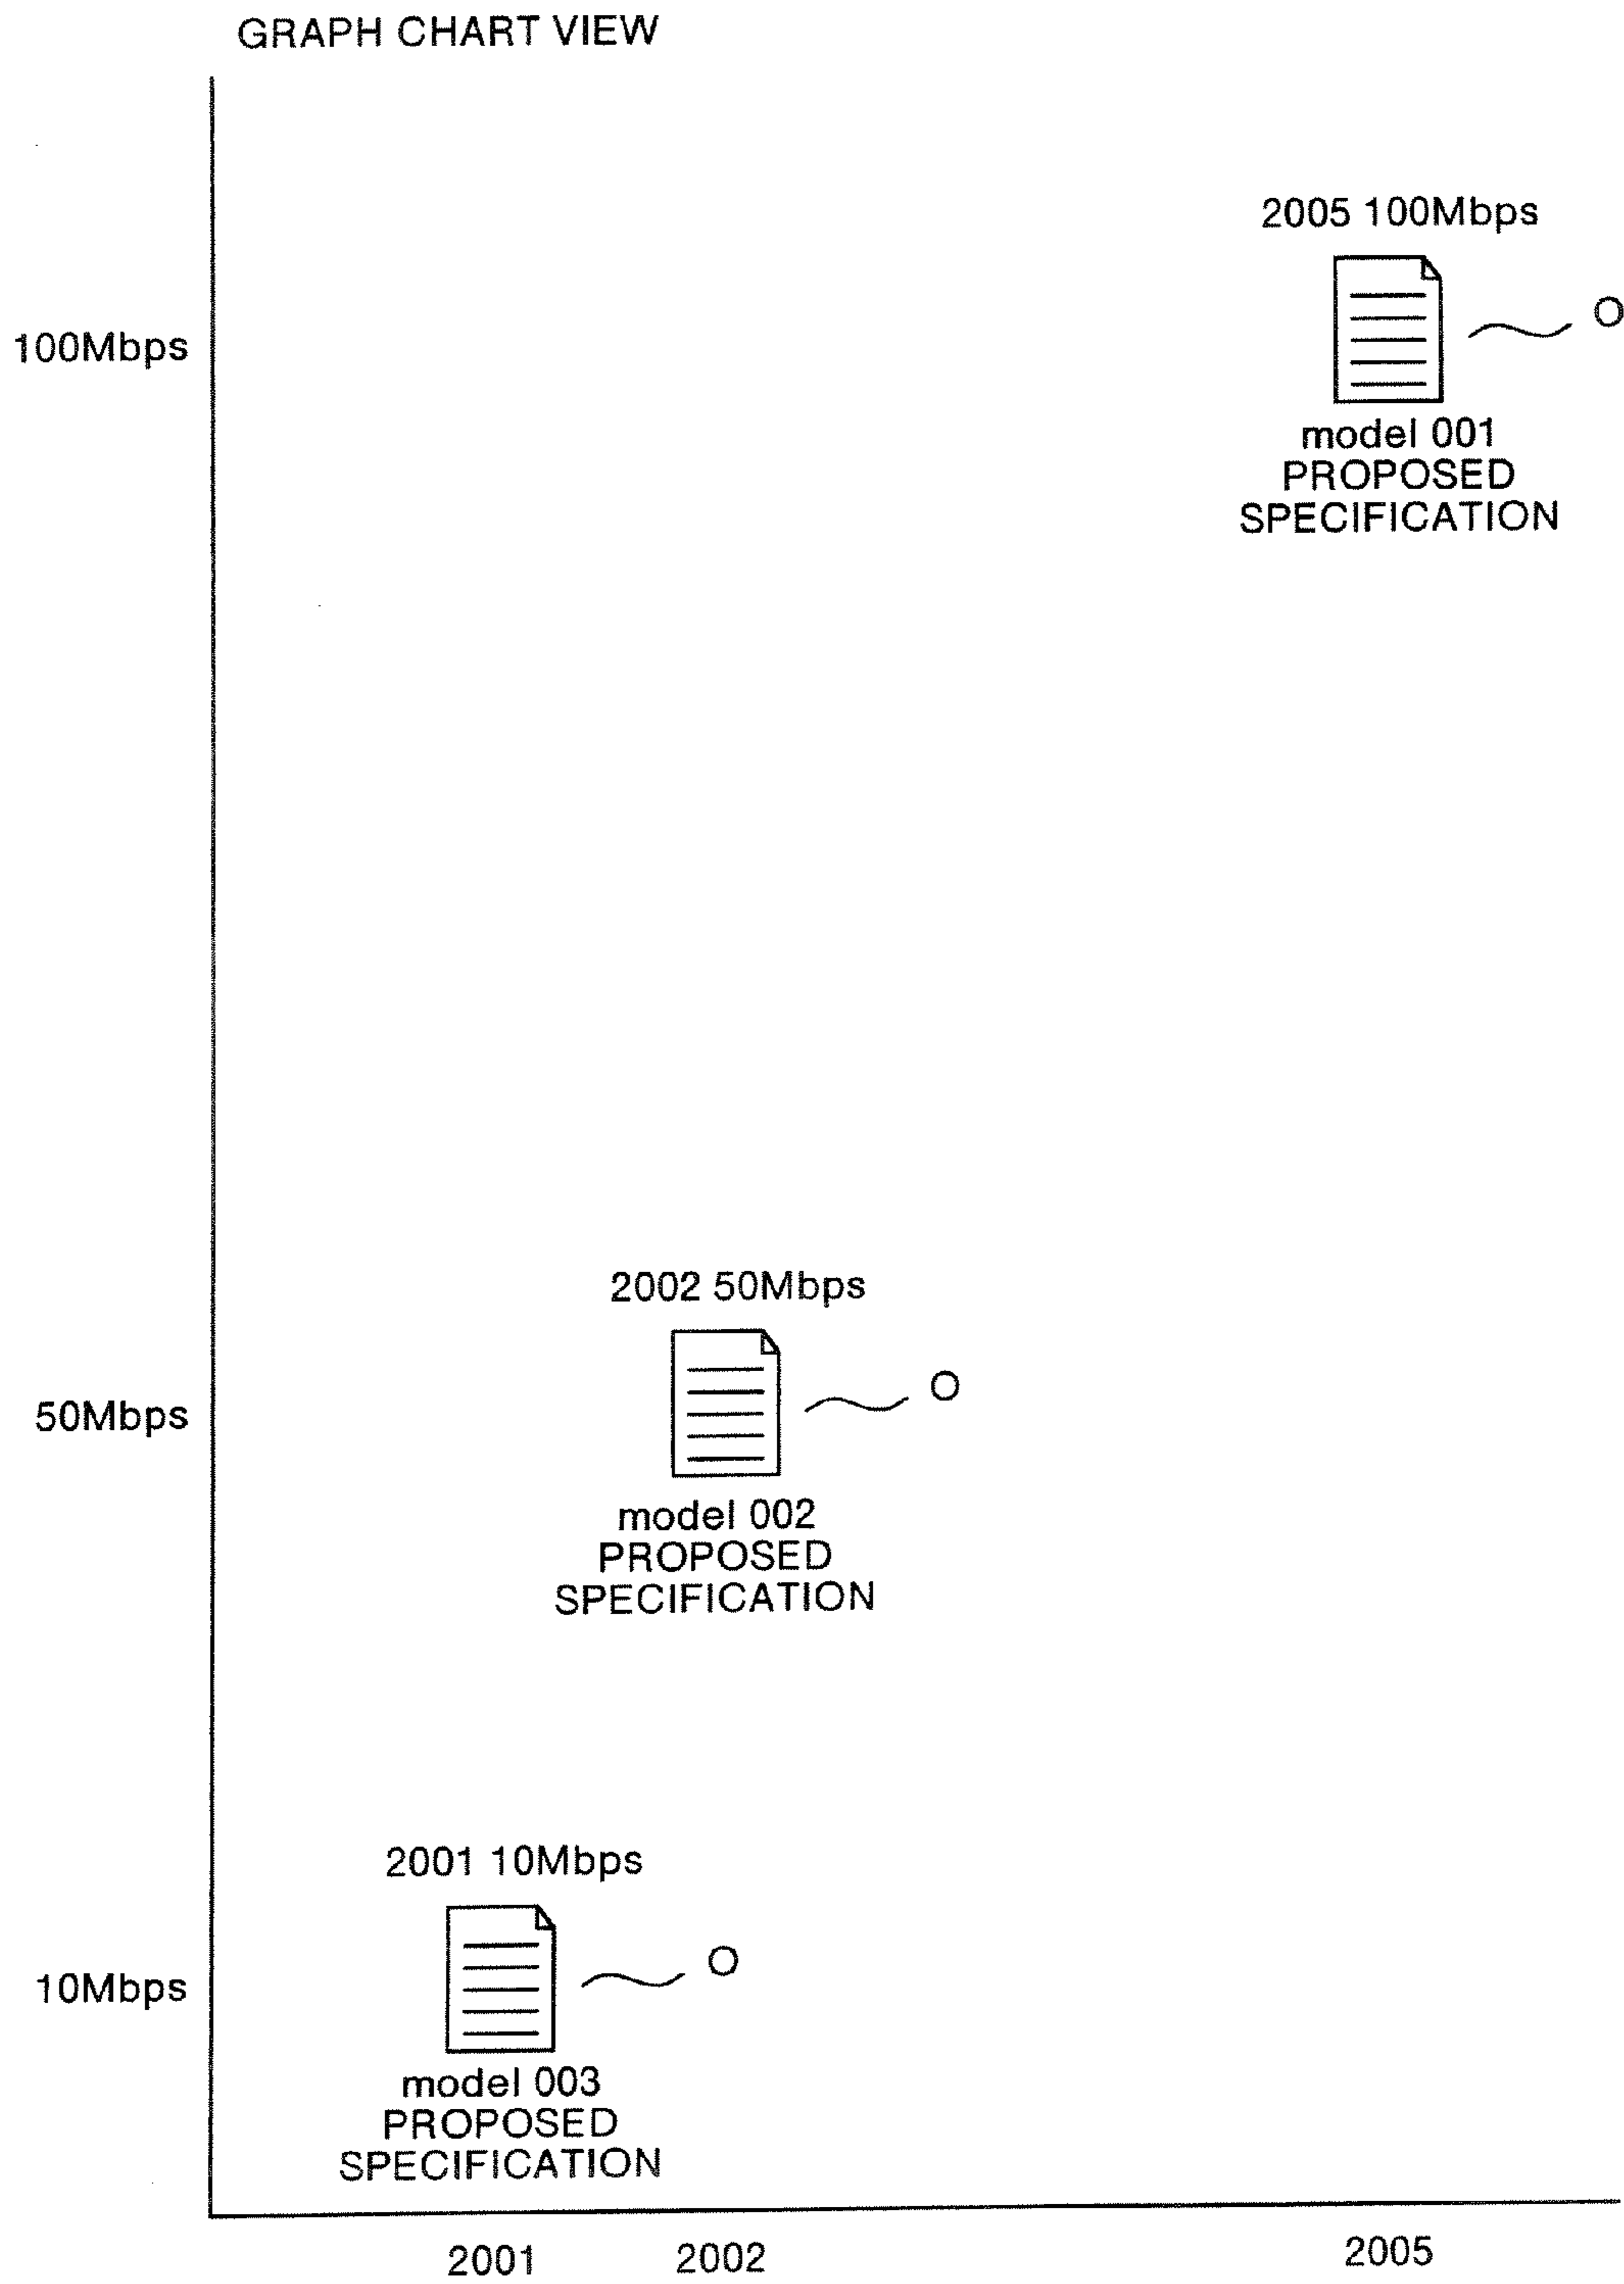 GRAPH CHART VIEW
2005 100Mbps
100Mbps
O
model 001
PROPOSED
SPECIFICATION
2002 50Mbps
50Mbps
O
model 002
PROPOSED
SPECIFICATION
2001 10Mbps
10Mbps
O
model 003
PROPOSED
SPECIFICATION
2001 2002 2005